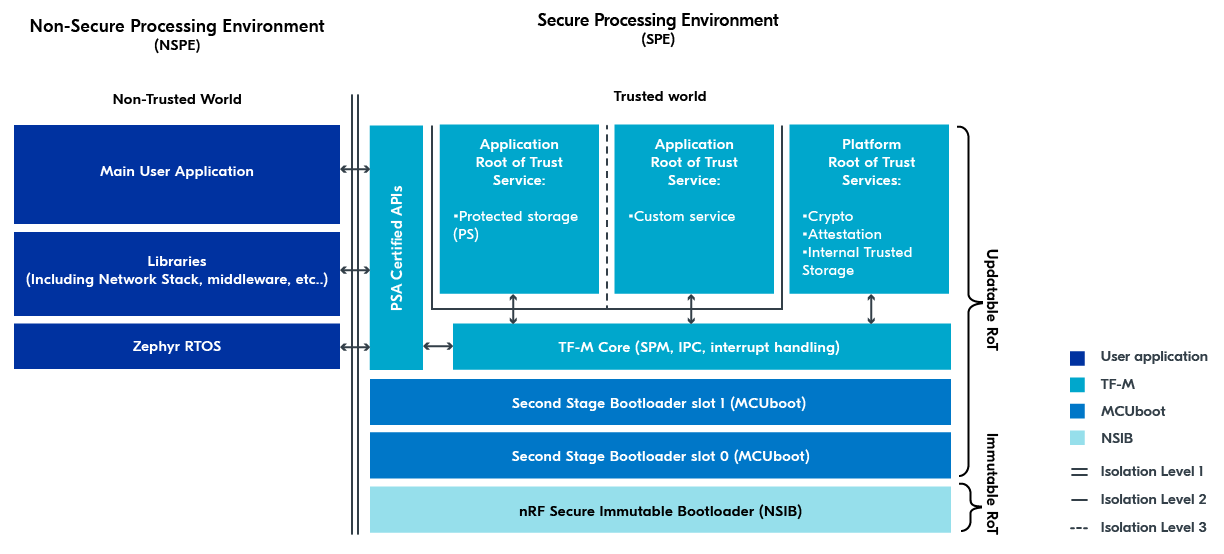 Non-Secure Processing Environment
(NSPE)
Secure Processing Environment
(SPE)
Non-Trusted World
Trusted world
Main User Application
Libraries
(Including Network Stack, middleware, etc..)
Zephyr RTOS
PSA Certified APIs
Application
Root of Trust
Service:
▪Protected storage
(PS)
Application
Root of Trust
Service:
▪Custom service
Platform
Root of Trust
Services:
▪Crypto
▪Attestation
▪Internal Trusted
Storage
TF-M Core (SPM, IPC, interrupt handling)
Second Stage Bootloader slot 1 (MCUboot)
Second Stage Bootloader slot 0 (MCUboot)
nRF Secure Immutable Bootloader (NSIB)
Updatable RoT
Immutable RoT
User application
TF-M
MCUboot
NSIB
Isolation Level 1
Isolation Level 2
Isolation Level 3